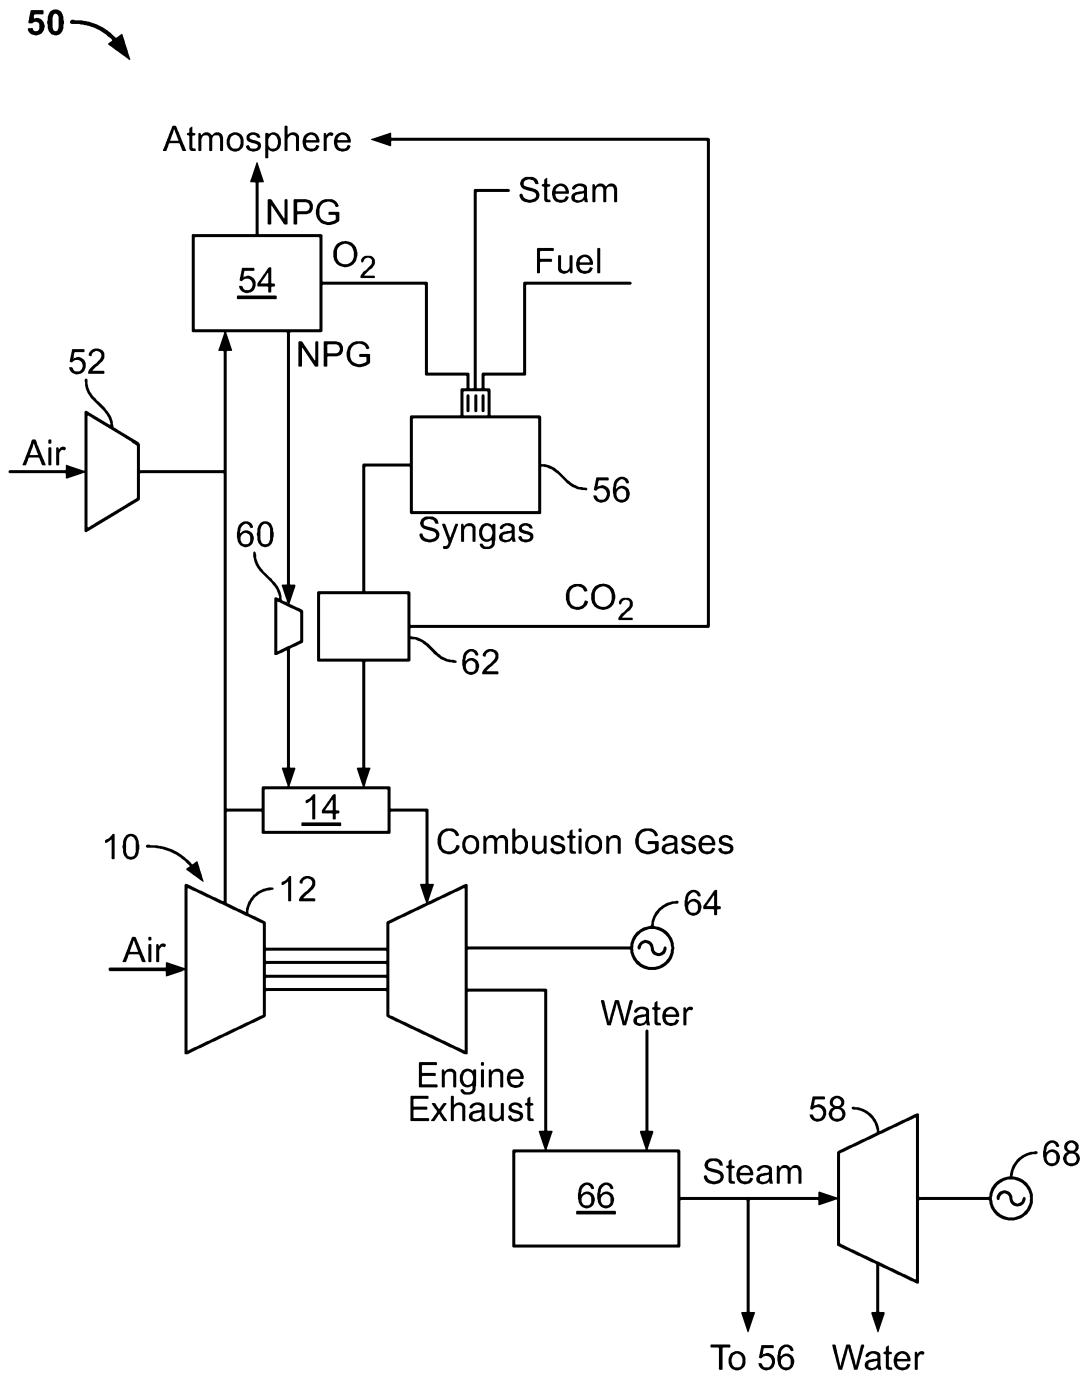 50
Atmosphere
Steam
NPG
O2
Fuel
54
NPG
52
Air
56
Syngas
60
CO2
62
14
Combustion Gases
10
12
64
Air
Water
Engine
Exhaust
58
Steam
68
66
To 56
Water